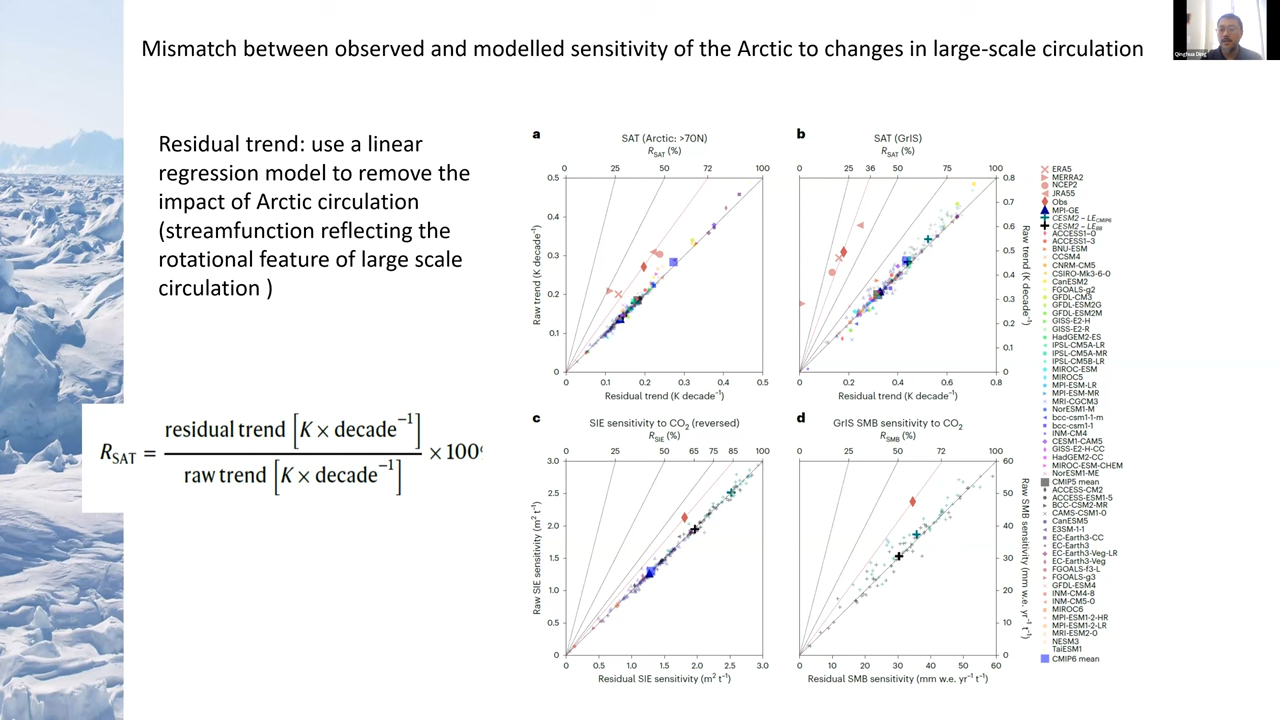 Mismatch between observed and modelled sensitivity of the Arctic to changes in large-scale circulation
Qinghua Ding
Residual trend: use a linear
regression model to remove the
impact of Arctic circulation
(streamfunction reflecting the
rotational feature of large scale
circulation )
R_SAT = residual trend [K × decade⁻¹] / raw trend [K × decade⁻¹] × 100
a
SAT (Arctic: >70N)
R_SAT (%)
0 25 50 72 100
0.5
0.4
0.3
0.2
0.1
0
Raw trend (K decade⁻¹)
0 0.1 0.2 0.3 0.4 0.5
Residual trend (K decade⁻¹)
b
SAT (GrIS)
R_SAT (%)
0 25 36 50 75 100
0.8
0.7
0.6
0.5
0.4
0.3
0.2
0.1
0
Raw trend (K decade⁻¹)
0 0.2 0.4 0.6 0.8
Residual trend (K decade⁻¹)
c
SIE sensitivity to CO₂ (reversed)
R_SIE (%)
0 25 50 65 75 85 100
3.0
2.5
2.0
1.5
1.0
0.5
0
Raw SIE sensitivity (m² t⁻¹)
0 0.5 1.0 1.5 2.0 2.5 3.0
Residual SIE sensitivity (m² t⁻¹)
d
GrIS SMB sensitivity to CO₂
R_SMB (%)
0 25 50 58 72 100
60
50
40
30
20
10
0
Raw SMB sensitivity (mm w.e. yr⁻¹ t⁻¹)
0 10 20 30 40 50 60
Residual SMB sensitivity (mm w.e. yr⁻¹ t⁻¹)
ERA5
MERRA2
NCEP2
JRA55
Obs
MPI-GE
CESM2 – LE_CMIP6
CESM2 – LE_BB
ACCESS1-0
ACCESS1-3
BNU-ESM
CCSM4
CNRM-CM5
CSIRO-Mk3-6-0
CanESM2
FGOALS-g2
GFDL-CM3
GFDL-ESM2G
GFDL-ESM2M
GISS-E2-H
GISS-E2-R
HadGEM2-ES
IPSL-CM5A-LR
IPSL-CM5A-MR
IPSL-CM5B-LR
MIROC-ESM
MIROC5
MPI-ESM-LR
MPI-ESM-MR
MRI-CGCM3
NorESM1-M
bcc-csm1-1-m
bcc-csm1-1
INM-CM4
CESM1-CAM5
GISS-E2-H-CC
HadGEM2-CC
MIROC-ESM-CHEM
NorESM1-ME
CMIP5 mean
ACCESS-CM2
ACCESS-ESM1-5
BCC-CSM2-MR
CAMS-CSM1-0
CanESM5
E3SM-1-1
EC-Earth3-CC
EC-Earth3
EC-Earth3-Veg-LR
EC-Earth3-Veg
FGOALS-f3-L
FGOALS-g3
GFDL-ESM4
INM-CM4-8
INM-CM5-0
MIROC6
MPI-ESM1-2-HR
MPI-ESM1-2-LR
MRI-ESM2-0
NESM3
TaiESM1
CMIP6 mean